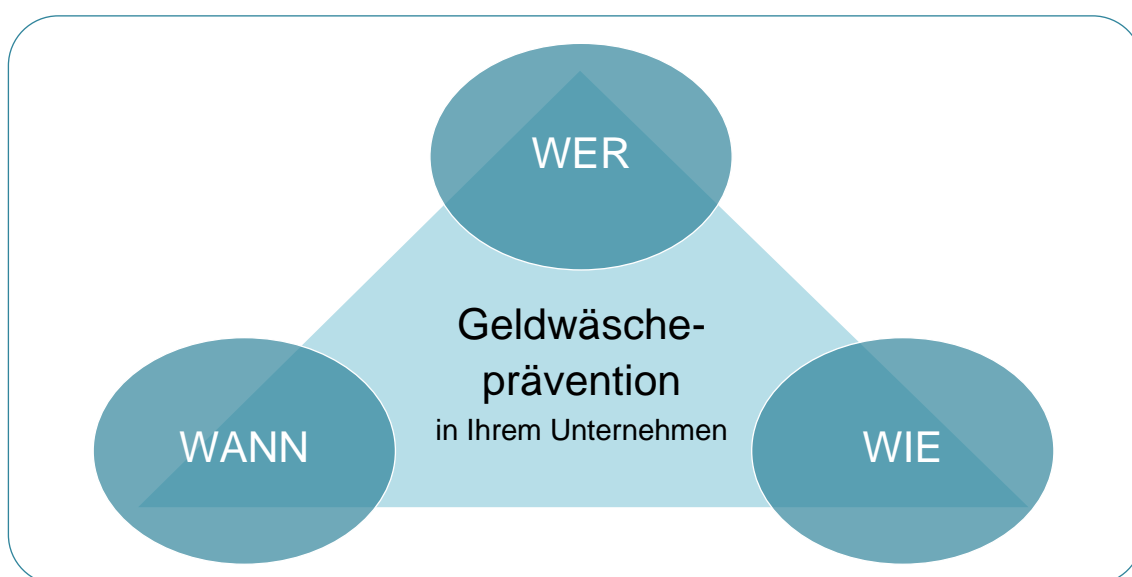 WER
Geldwäsche-
prävention
in Ihrem Unternehmen
WANN
WIE